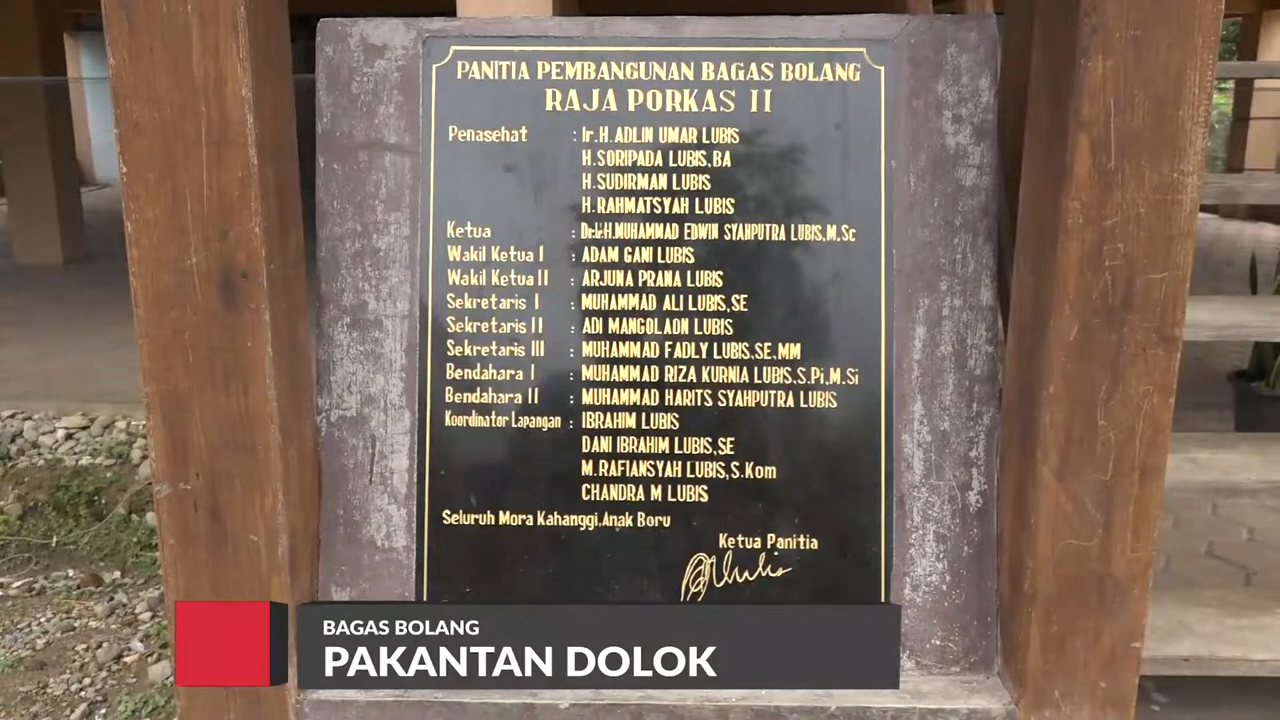 PANITIA PEMBANGUNAN BAGAS BOLANG
RAJA PORKAS II
Penasehat : Ir.H.ADLIN UMAR LUBIS
H.SORIPADA LUBIS,BA
H.SUDIRMAN LUBIS
H.RAHMATSYAH LUBIS
Ketua : Dr.Ir.H.MUHAMMAD EDWIN SYAHPUTRA LUBIS,M,Sc
Wakil Ketua I : ADAM GANI LUBIS
Wakil Ketua II : ARJUNA PRANA LUBIS
Sekretaris I : MUHAMMAD ALI LUBIS,SE
Sekretaris II : ADI MANGOLAON LUBIS
Sekretaris III : MUHAMMAD FADLY LUBIS,SE,MM
Bendahara I : MUHAMMAD RIZA KURNIA LUBIS,S.Pi,M.Si
Bendahara II : MUHAMMAD HARITS SYAHPUTRA LUBIS
Koordinator Lapangan : IBRAHIM LUBIS
DANI IBRAHIM LUBIS,SE
M.RAFIANSYAH LUBIS,S.Kom
CHANDRA M LUBIS
Seluruh Mora Kahanggi,Anak Boru
Ketua Panitia
BAGAS BOLANG
PAKANTAN DOLOK